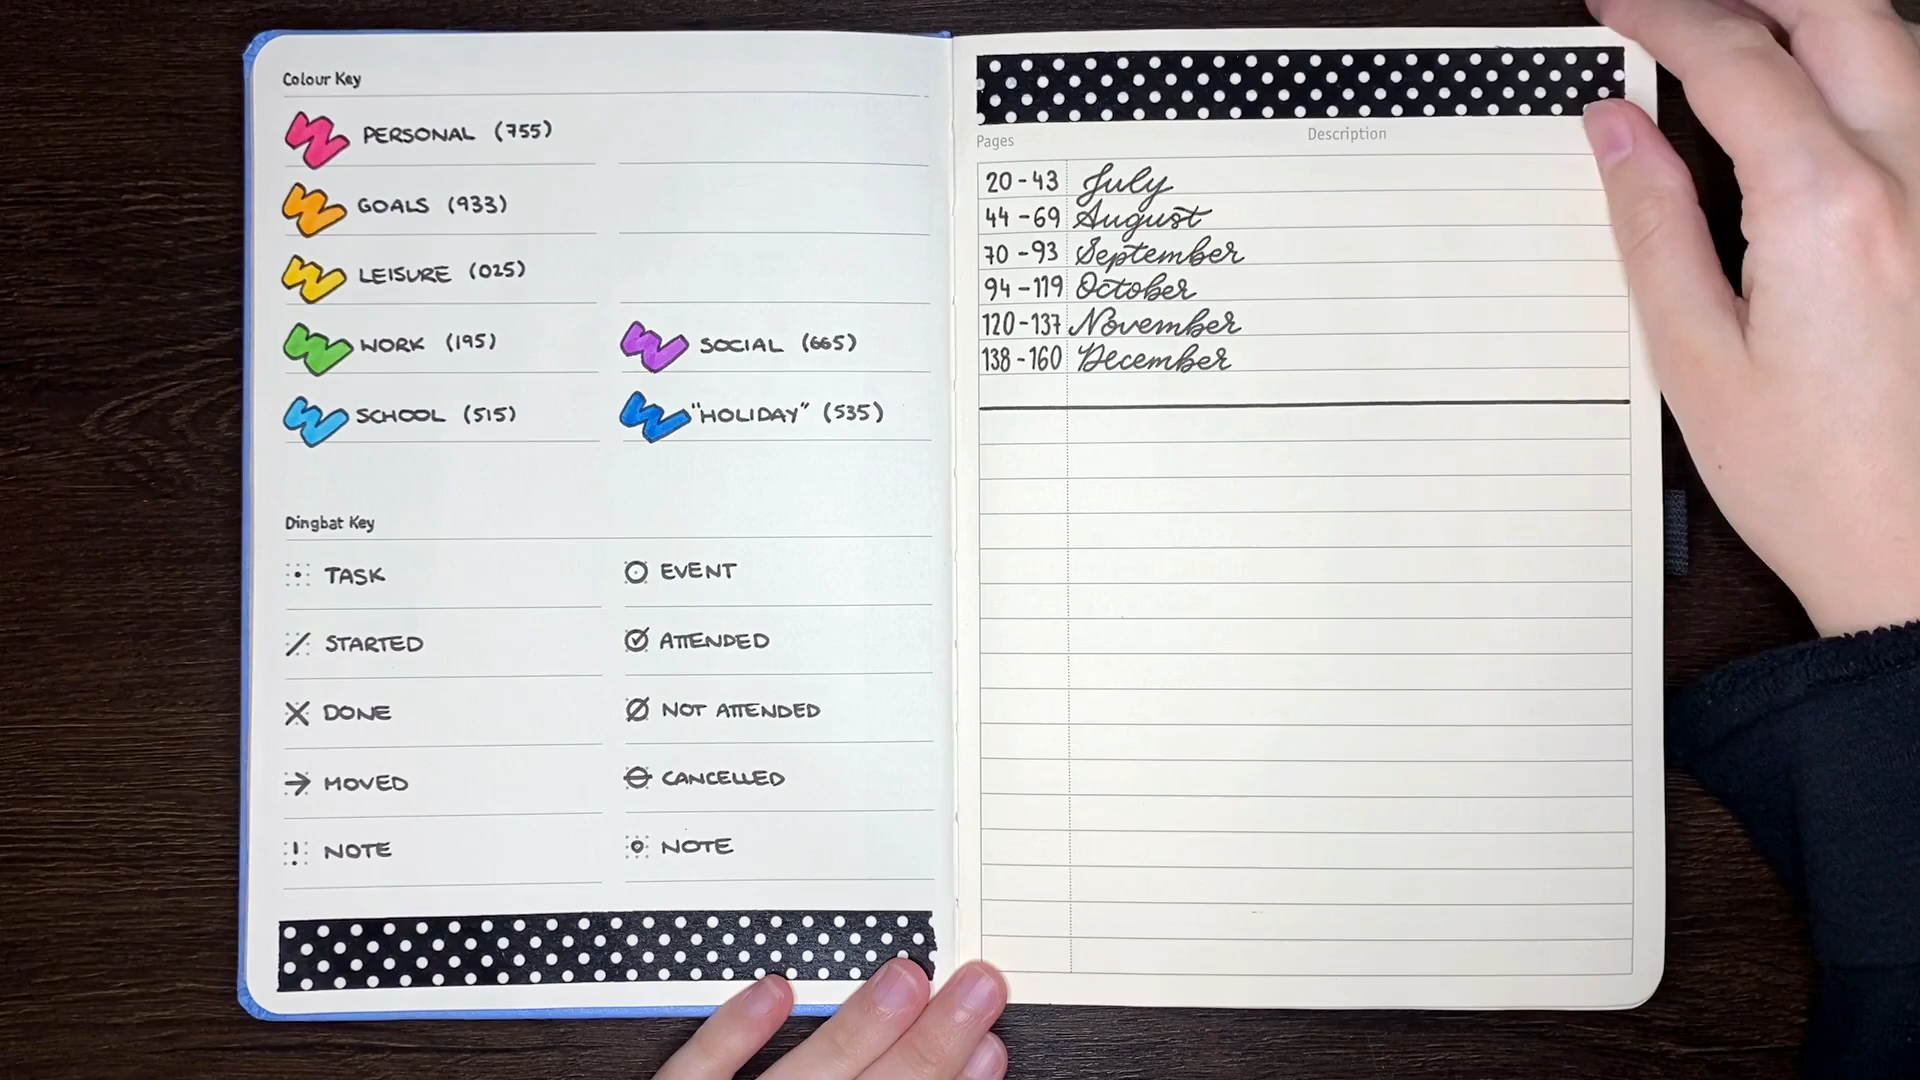 Colour Key
PERSONAL (755)
GOALS (933)
LEISURE (025)
WORK (195)
SOCIAL (665)
SCHOOL (515)
"HOLIDAY" (535)
Dingbat Key
TASK
EVENT
STARTED
ATTENDED
DONE
NOT ATTENDED
MOVED
CANCELLED
! NOTE
NOTE
Pages Description
20-43 July
44-69 August
70-93 September
94-119 October
120-137 November
138-160 December